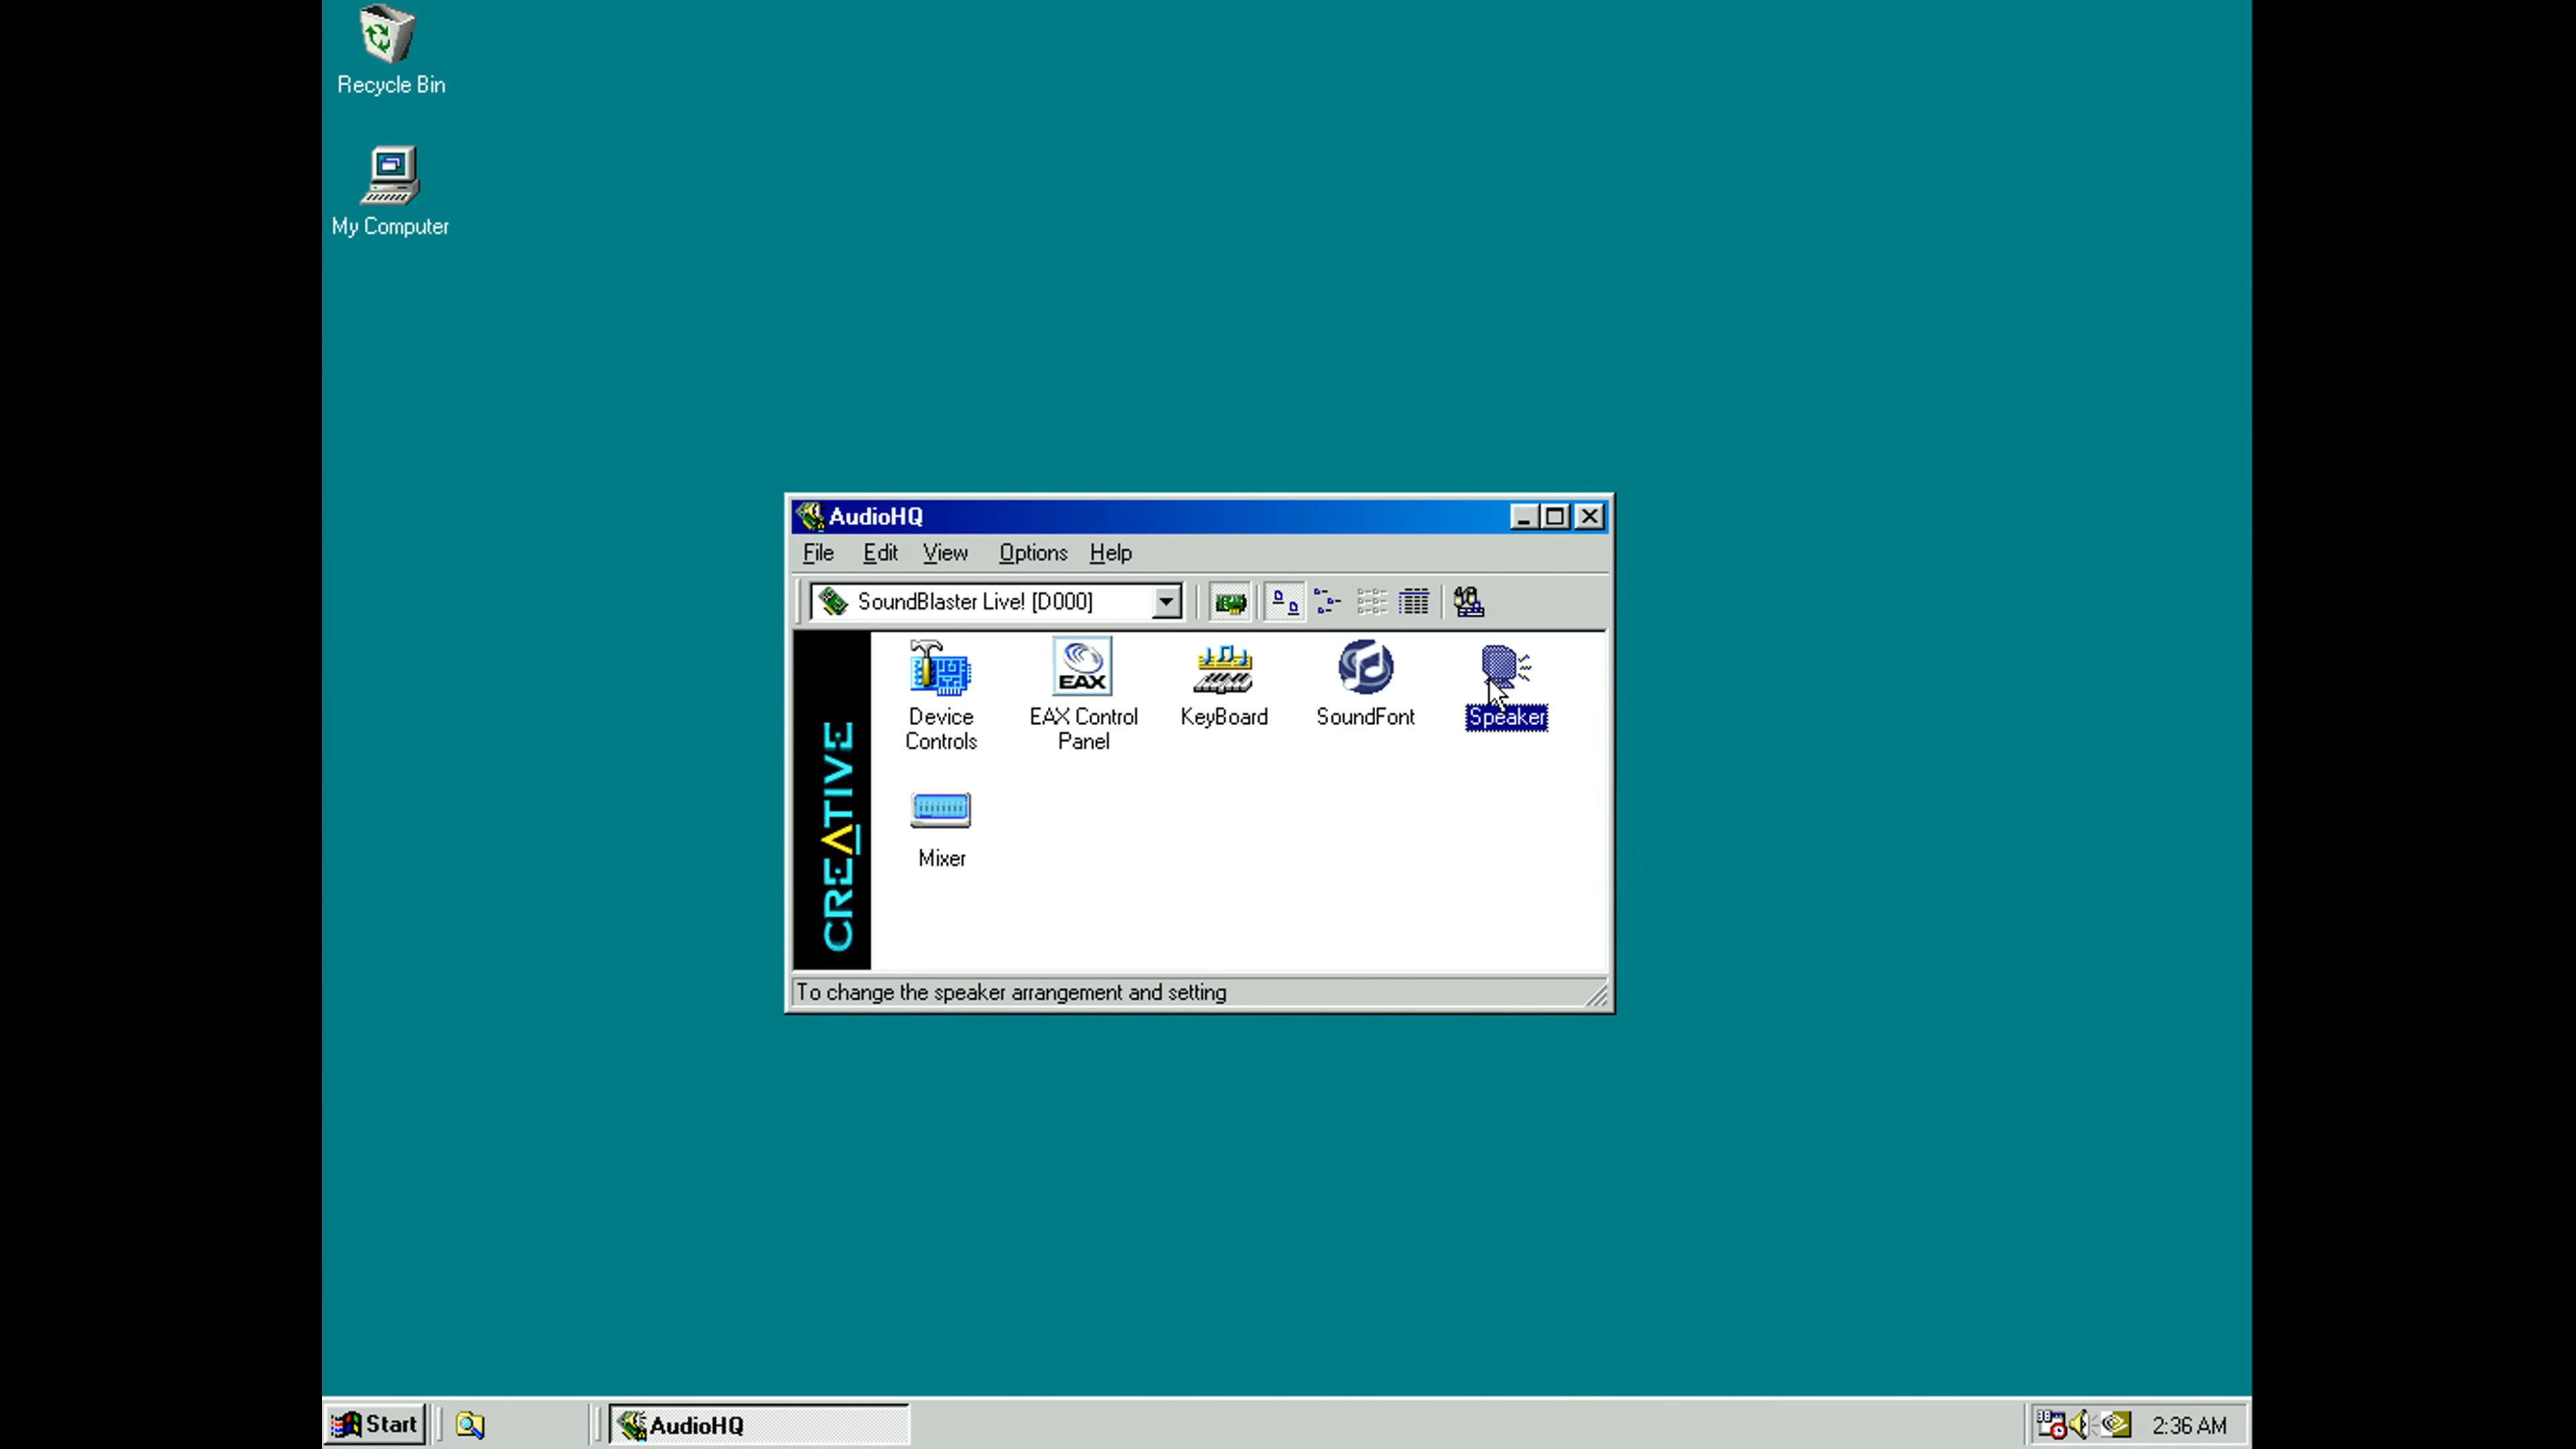 Recycle Bin
My Computer
AudioHQ
File Edit View Options Help
SoundBlaster Live! [D000]
EAX
Device
Controls
EAX Control
Panel
KeyBoard
SoundFont
Speaker
Mixer
CREATIVE
To change the speaker arrangement and setting
Start
AudioHQ
2:36 AM